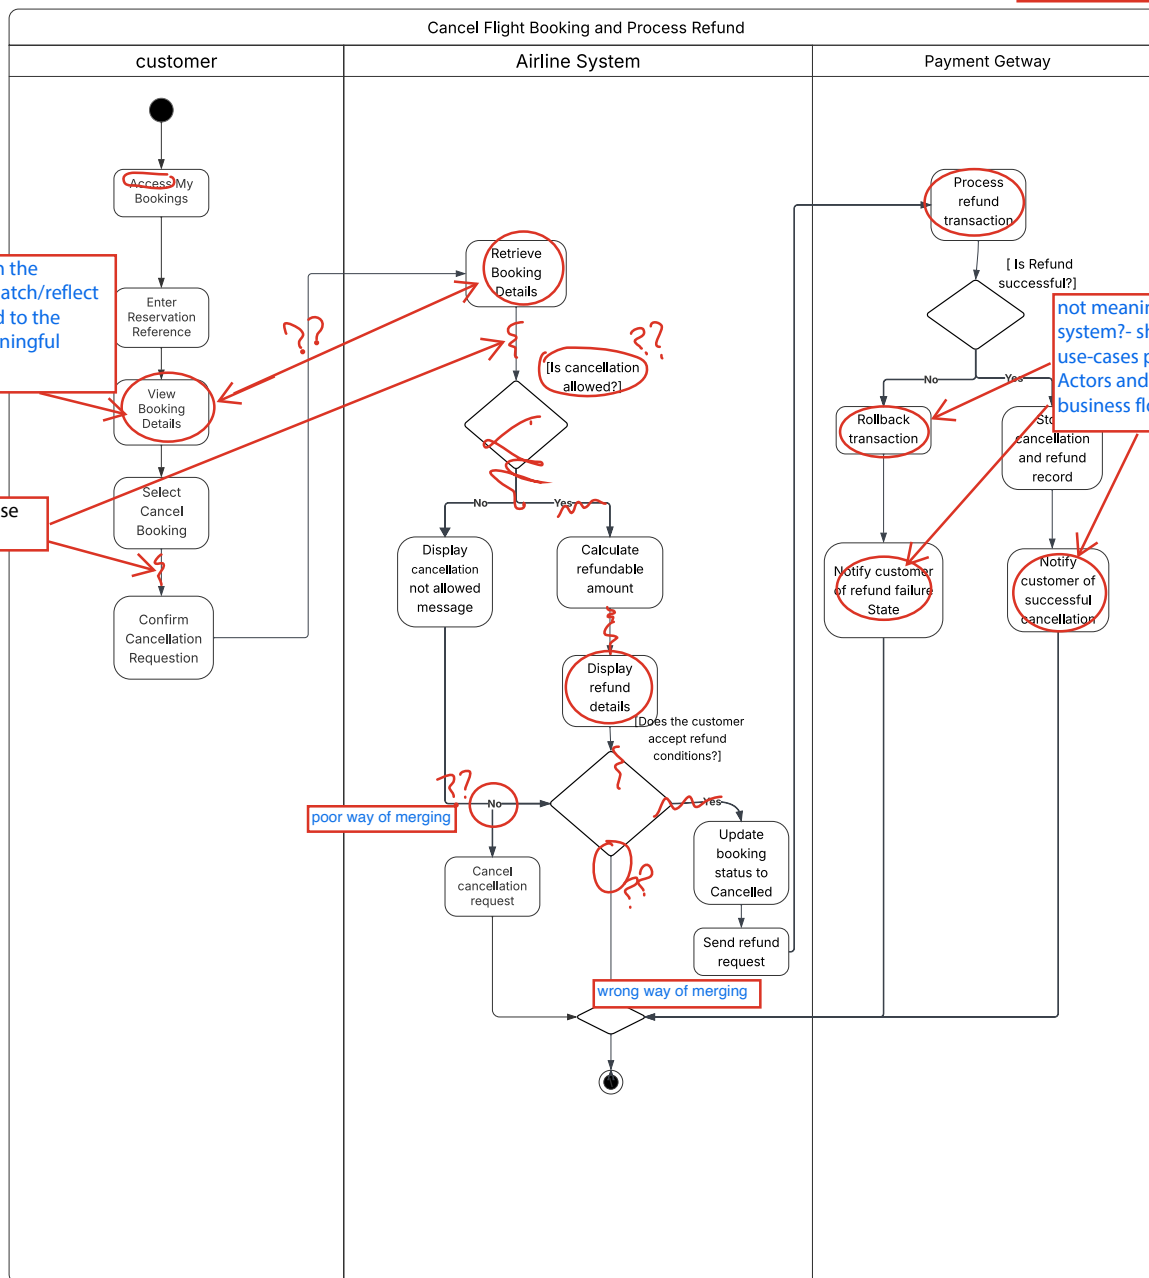 Cancel Flight Booking and Process Refund
customer
Airline System
Payment Getway
Access My
Bookings
Enter
Reservation
Reference
View
Booking
Details
Select
Cancel
Booking
Confirm
Cancellation
Requestion
the
reflect
to the
se
??
Retrieve
Booking
Details
??
[Is cancellation
allowed?]
No
Yes
Display
cancellation
not allowed
message
Calculate
refundable
amount
Display
refund
details
[Does the customer
accept refund
conditions?]
??
No
Yes
poor way of merging
Cancel
cancellation
request
??
Update
booking
status to
Cancelled
Send refund
request
wrong way of merging
Process
refund
transaction
[ Is Refund
successful?]
No
Yes
not
system?- 
use-cases
Actors and
business
Rollback
transaction
cancellation
and refund
record
Notify customer
of refund failure
State
Notify
customer of
successful
cancellation